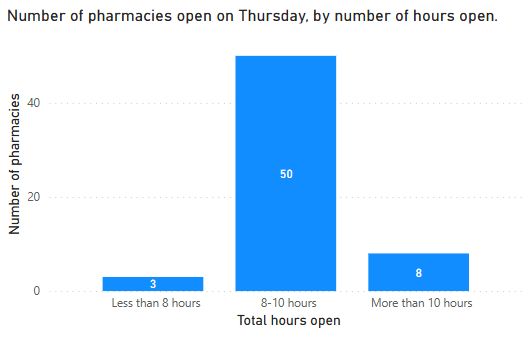 Number of pharmacies open on Thursday, by number of hours open.
Number of pharmacies
40
20
0
50
3
8
Less than 8 hours
8-10 hours
More than 10 hours
Total hours open